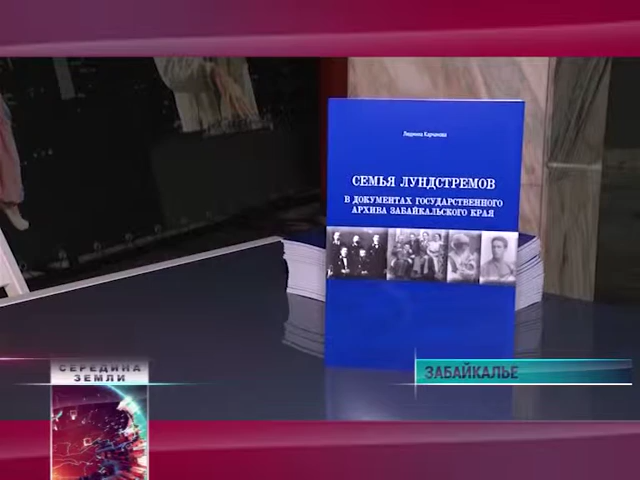 Людмила Карчанова
СЕМЬЯ ЛУНДСТРЕМОВ
В ДОКУМЕНТАХ ГОСУДАРСТВЕННОГО
АРХИВА ЗАБАЙКАЛЬСКОГО КРАЯ
СЕРЕДИНА
ЗЕМЛИ
ЗАБАЙКАЛЬЕ